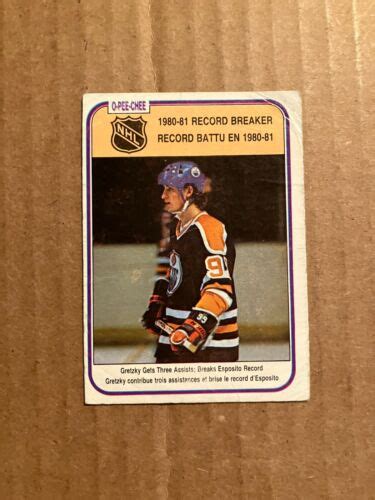 O-PEE-CHEE
NHL
1980-81 RECORD BREAKER
RECORD BATTU EN 1980-81
9
99
Gretzky Gets Three Assists; Breaks Esposito Record
Gretzky contribue trois assistances et brise le record d'Esposito